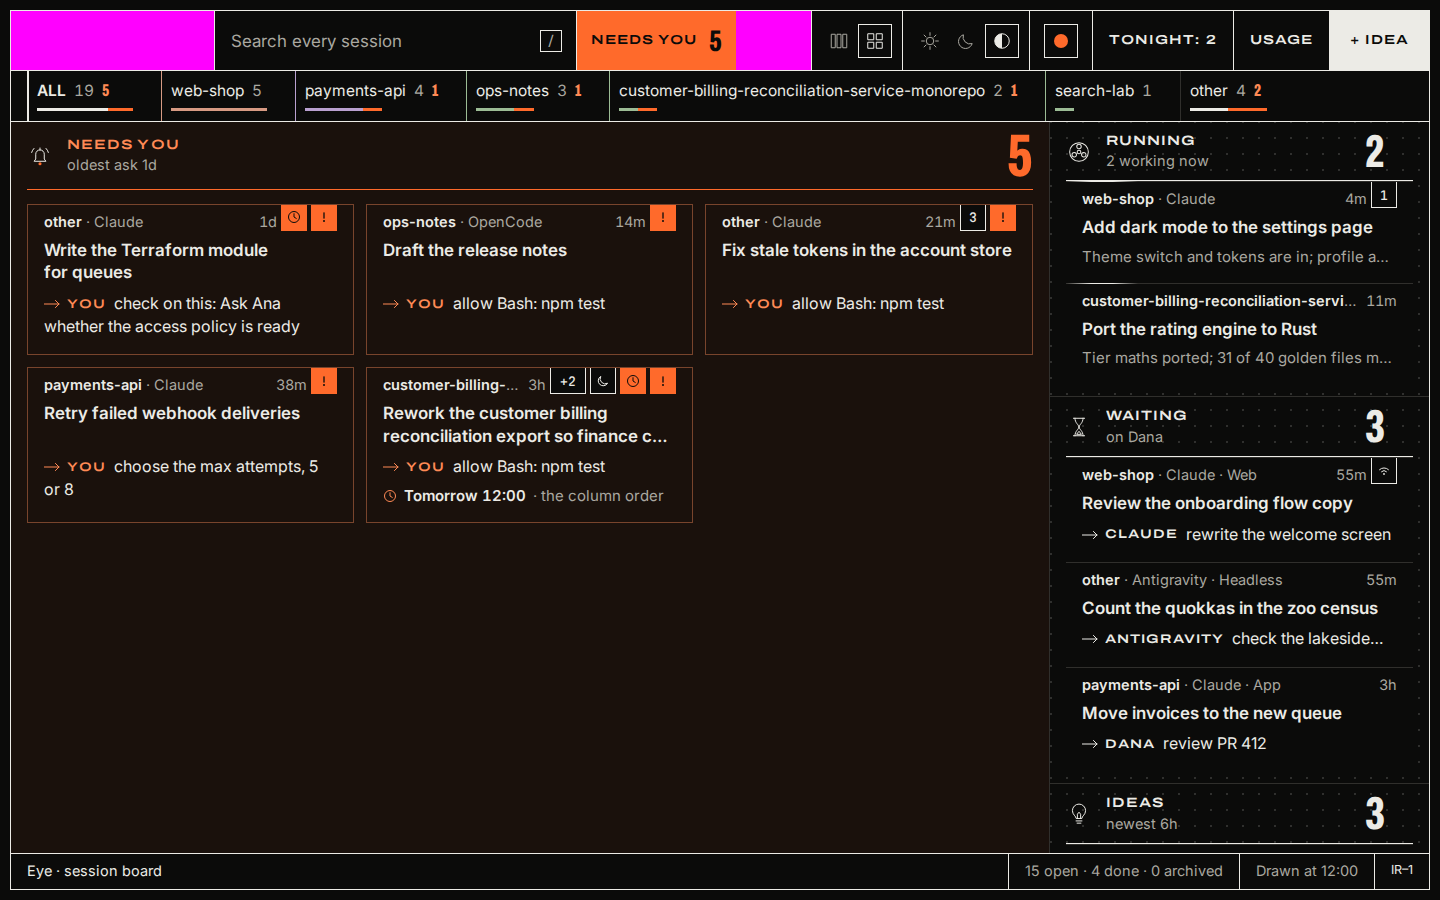 Search every session /
NEEDS YOU 5
TONIGHT: 2
USAGE
+ IDEA
ALL 19 5
web-shop 5
payments-api 4 1
ops-notes 3 1
customer-billing-reconciliation-service-monorepo 2 1
search-lab 1
other 4 2
NEEDS YOU
oldest ask 1d
5
other · Claude 1d !
Write the Terraform module
for queues
→ YOU check on this: Ask Ana
whether the access policy is ready
ops-notes · OpenCode 14m !
Draft the release notes
→ YOU allow Bash: npm test
other · Claude 21m 3 !
Fix stale tokens in the account store
→ YOU allow Bash: npm test
payments-api · Claude 38m !
Retry failed webhook deliveries
→ YOU choose the max attempts, 5
or 8
customer-billing-... 3h +2 !
Rework the customer billing
reconciliation export so finance c...
→ YOU allow Bash: npm test
Tomorrow 12:00 · the column order
RUNNING
2 working now
2
web-shop · Claude 4m 1
Add dark mode to the settings page
Theme switch and tokens are in; profile a...
customer-billing-reconciliation-servi... 11m
Port the rating engine to Rust
Tier maths ported; 31 of 40 golden files m...
WAITING
on Dana
3
web-shop · Claude · Web 55m
Review the onboarding flow copy
→ CLAUDE rewrite the welcome screen
other · Antigravity · Headless 55m
Count the quokkas in the zoo census
→ ANTIGRAVITY check the lakeside...
payments-api · Claude · App 3h
Move invoices to the new queue
→ DANA review PR 412
IDEAS
newest 6h
3
Eye · session board
15 open · 4 done · 0 archived
Drawn at 12:00
IR-1